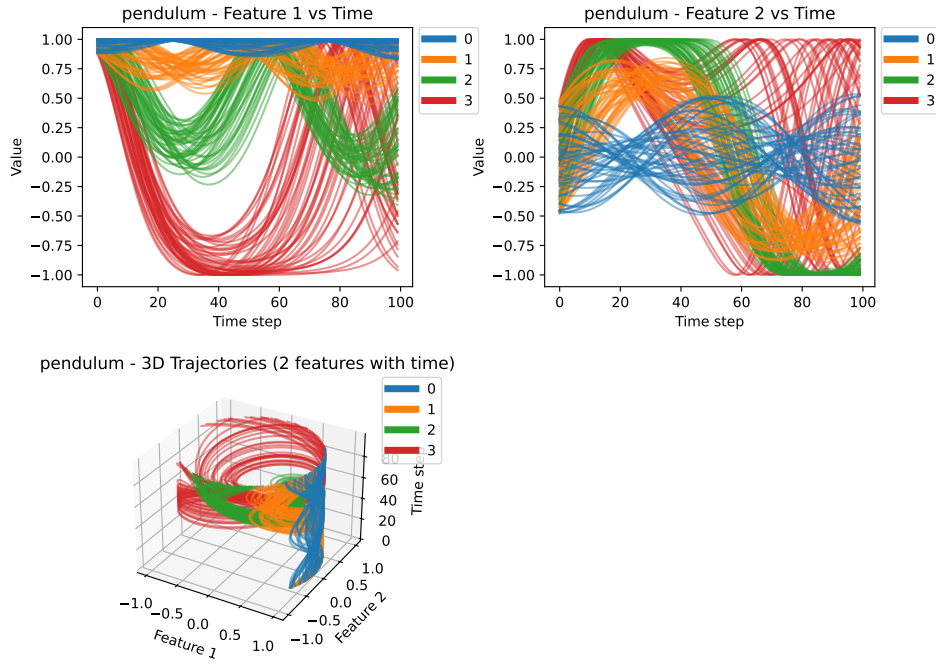 pendulum - Feature 1 vs Time
1.00
0.75
0.50
0.25
0.00
−0.25
−0.50
−0.75
−1.00
Value
0 20 40 60 80 100
Time step
0
1
2
3
pendulum - Feature 2 vs Time
1.00
0.75
0.50
0.25
0.00
−0.25
−0.50
−0.75
−1.00
Value
0 20 40 60 80 100
Time step
0
1
2
3
pendulum - 3D Trajectories (2 features with time)
0
1
2
3
80
60
40
20
0
Time step
−1.0 −0.5 0.0 0.5 1.0
Feature 1
−1.0 −0.5 0.0 0.5 1.0
Feature 2